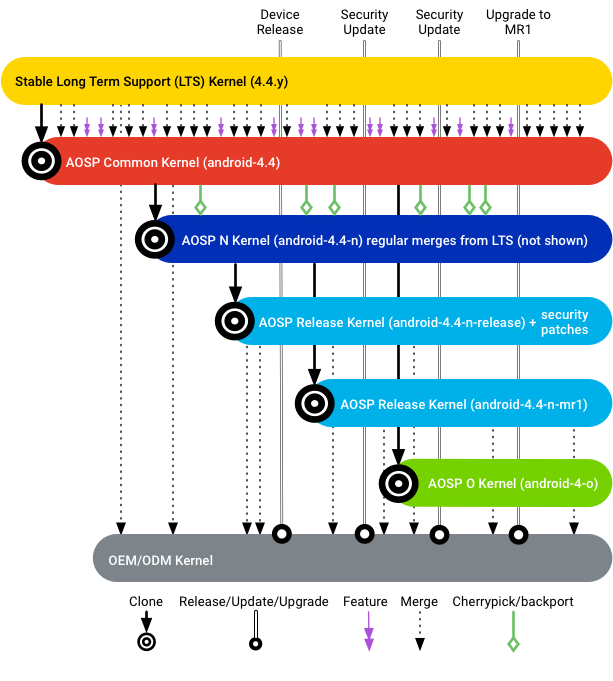 Device
Release
Security
Update
Security
Update
Upgrade to
MR1
Stable Long Term Support (LTS) Kernel (4.4.y)
AOSP Common Kernel (android-4.4)
AOSP N Kernel (android-4.4-n) regular merges from LTS (not shown)
AOSP Release Kernel (android-4.4-n-release) + security
patches
AOSP Release Kernel (android-4.4-n-mr1)
AOSP O Kernel (android-4-o)
OEM/ODM Kernel
Clone
Release/Update/Upgrade
Feature
Merge
Cherrypick/backport